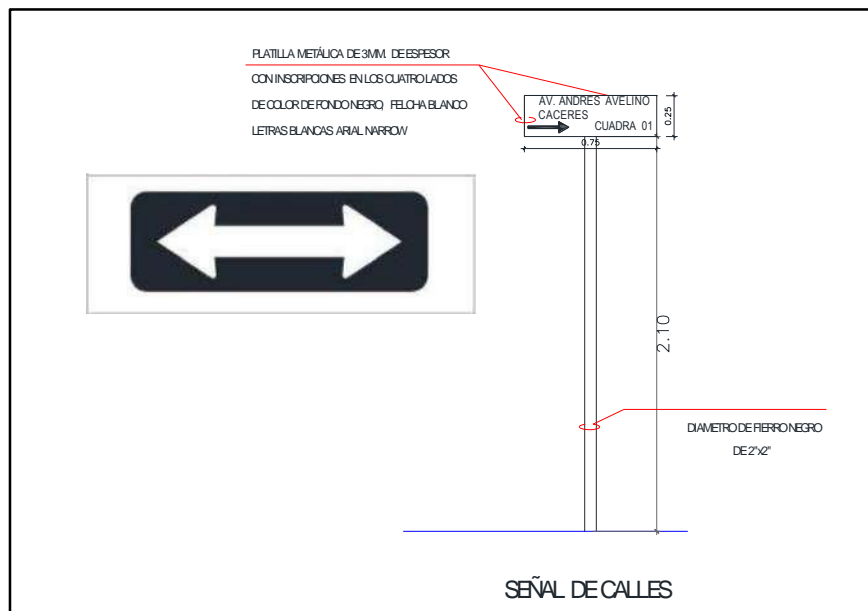 PLATILLA METÁLICA DE 3MM. DE ESPESOR
CON INSCRIPCIONES EN LOS CUATRO LADOS
DE COLOR DE FONDO NEGRO, FELCHA BLANCO
LETRAS BLANCAS ARIAL NARROW
AV. ANDRES AVELINO
CACERES
CUADRA 01
0.25
0.75
2.10
DIAMETRO DE FIERRO NEGRO
DE 2"x2"
SEÑAL DE CALLES